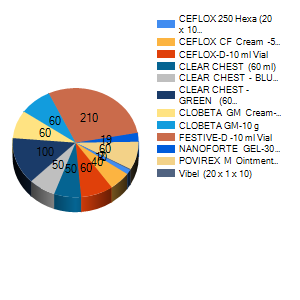 CEFLOX 250 Hexa (20
x 10...
CEFLOX CF Cream -5...
CEFLOX-D-10 ml Vial
CLEAR CHEST (60 ml)
CLEAR CHEST - BLU...
CLEAR CHEST -
GREEN (60...
CLOBETA GM Cream-...
CLOBETA GM-10 g
FESTIVE-D -10 ml Vial
NANOFORTE GEL-30...
POVIREX M Ointment...
Vibel (20 x 1 x 10)
210
60
60
100
50
50
60
40
60